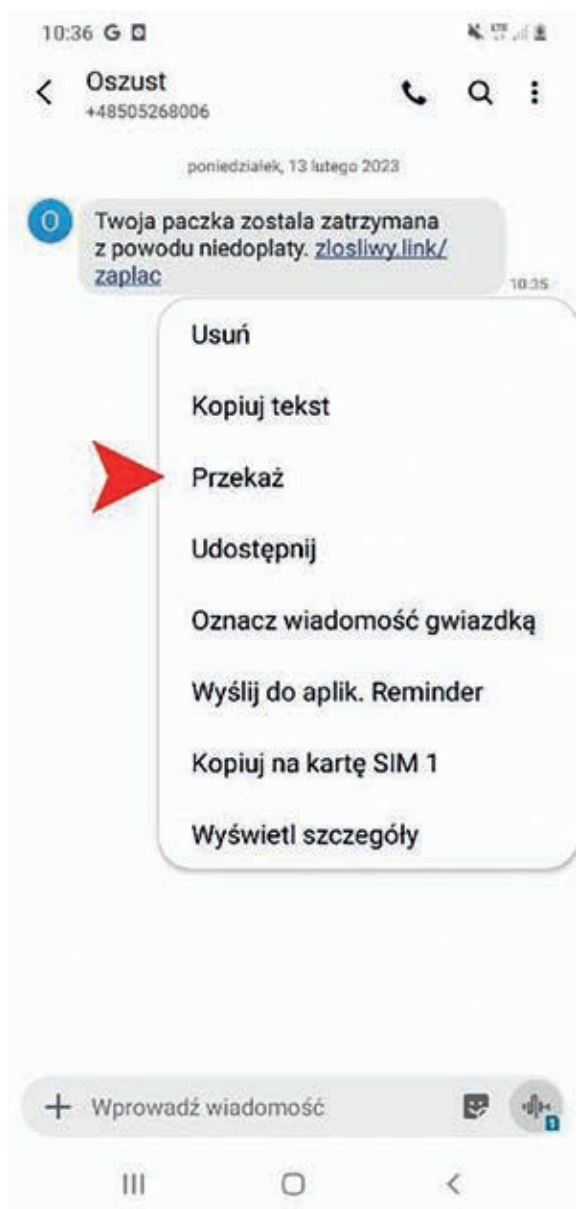 10:36 G
Oszust
+48505268006
poniedziałek, 13 lutego 2023
O
Twoja paczka zostala zatrzymana
z powodu niedoplaty. zlosliwy.link/
zaplac
10:35
Usuń
Kopiuj tekst
Przekaż
Udostępnij
Oznacz wiadomość gwiazdką
Wyślij do aplik. Reminder
Kopiuj na kartę SIM 1
Wyświetl szczegóły
Wprowadź wiadomość
1